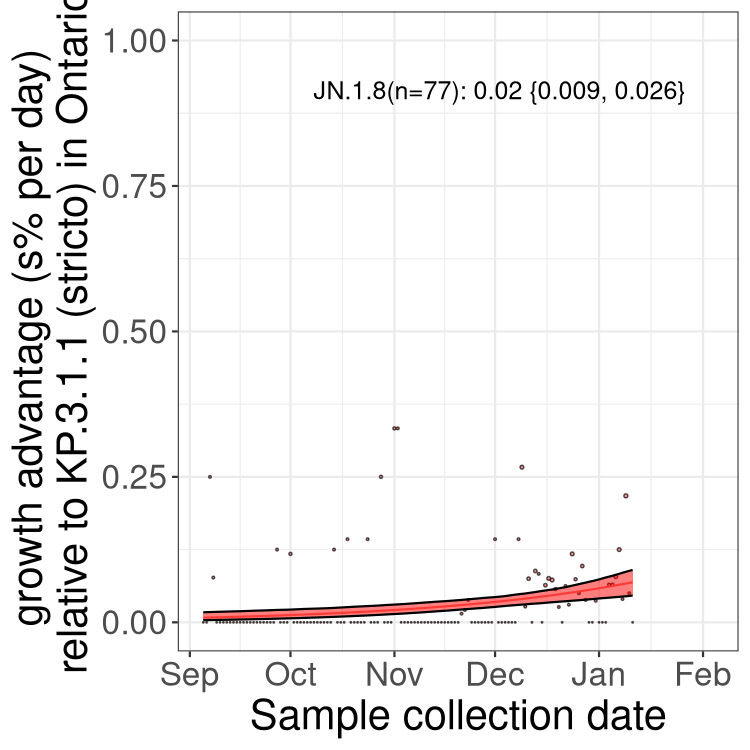 growth advantage (s% per day)
relative to KP.3.1.1 (stricto) in Ontario
1.00
0.75
0.50
0.25
0.00
JN.1.8(n=77): 0.02 {0.009, 0.026}
Sep Oct Nov Dec Jan Feb
Sample collection date